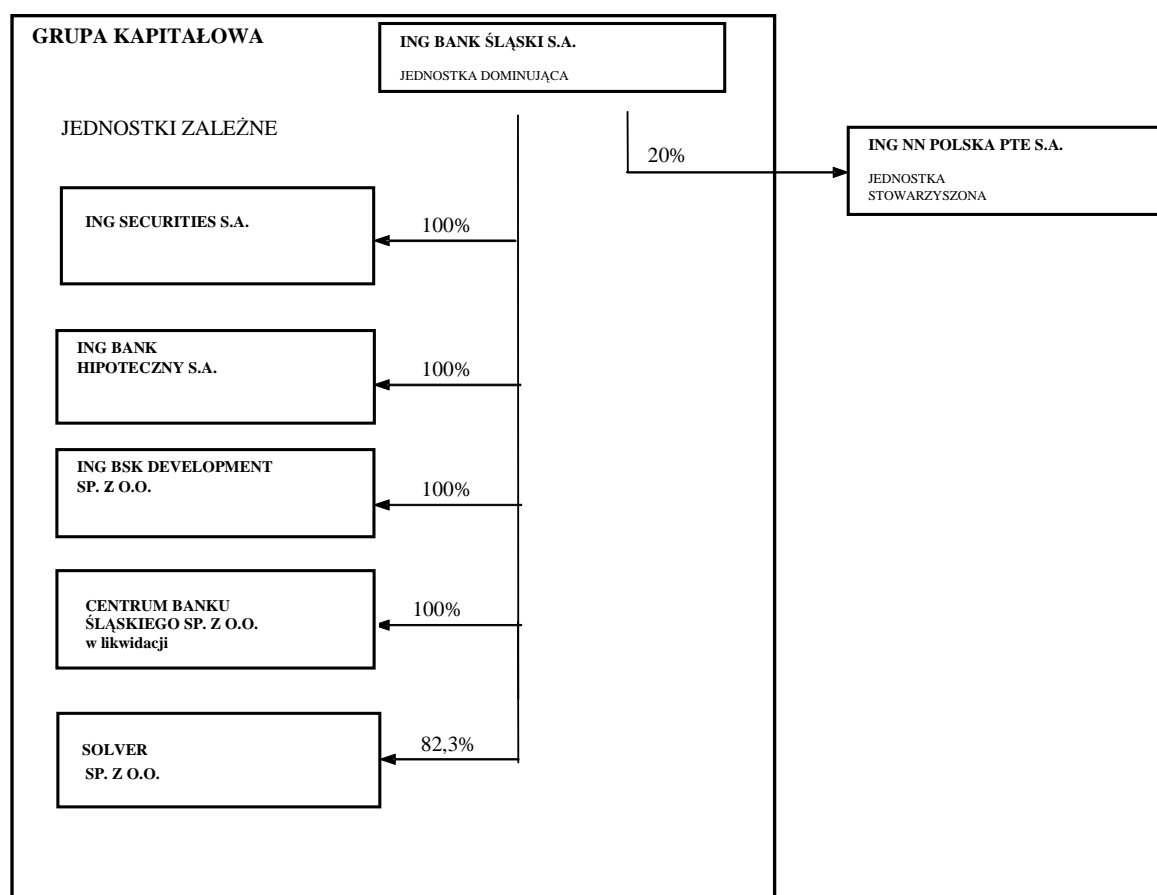 GRUPA KAPITAŁOWA
ING BANK ŚLĄSKI S.A.
JEDNOSTKA DOMINUJĄCA
JEDNOSTKI ZALEŻNE
20%
ING NN POLSKA PTE S.A.
JEDNOSTKA
STOWARZYSZONA
ING SECURITIES S.A.
100%
ING BANK
HIPOTECZNY S.A.
100%
ING BSK DEVELOPMENT
SP. Z O.O.
100%
CENTRUM BANKU
ŚLĄSKIEGO SP. Z O.O.
w likwidacji
100%
SOLVER
SP. Z O.O.
82,3%